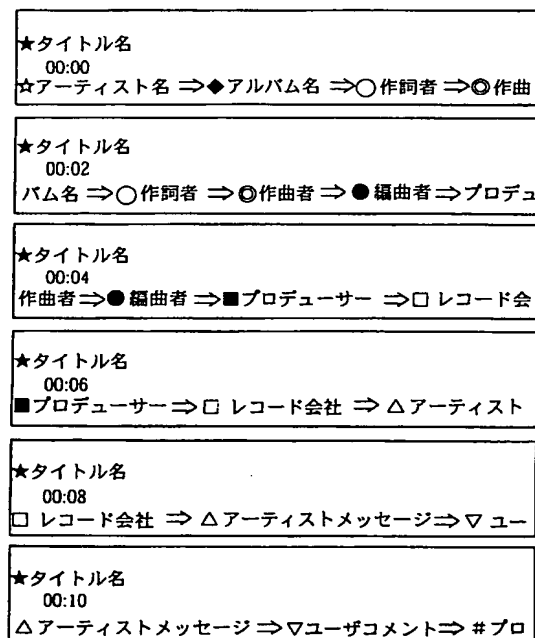 ★タイトル名
00:00
☆アーティスト名 ⇒◆アルバム名 ⇒○作詞者 ⇒◎作曲
★タイトル名
00:02
バム名 ⇒○作詞者 ⇒◎作曲者 ⇒●編曲者⇒プロデュ
★タイトル名
00:04
作曲者⇒●編曲者 ⇒■プロデューサー ⇒□ レコード会
★タイトル名
00:06
■プロデューサー⇒□ レコード会社 ⇒ △アーティスト
★タイトル名
00:08
□ レコード会社 ⇒ △アーティストメッセージ⇒▽ ユー
★タイトル名
00:10
△アーティストメッセージ ⇒▽ユーザコメント⇒ #プロ